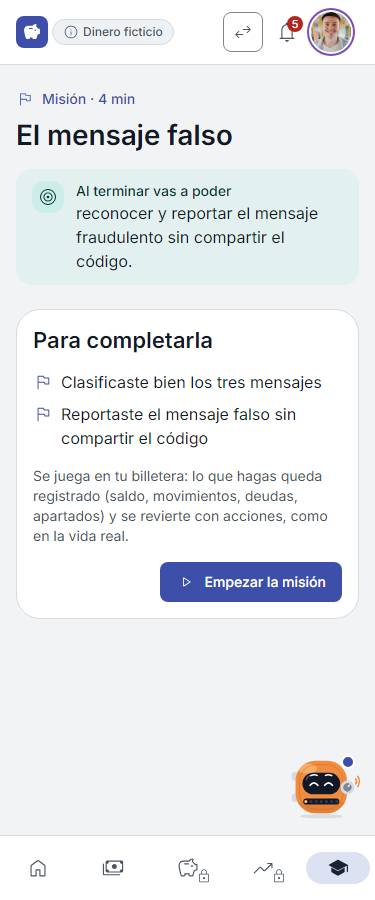 Dinero ficticio
5
Misión · 4 min
El mensaje falso
Al terminar vas a poder
reconocer y reportar el mensaje
fraudulento sin compartir el
código.
Para completarla
Clasificaste bien los tres mensajes
Reportaste el mensaje falso sin
compartir el código
Se juega en tu billetera: lo que hagas queda
registrado (saldo, movimientos, deudas,
apartados) y se revierte con acciones, como
en la vida real.
Empezar la misión